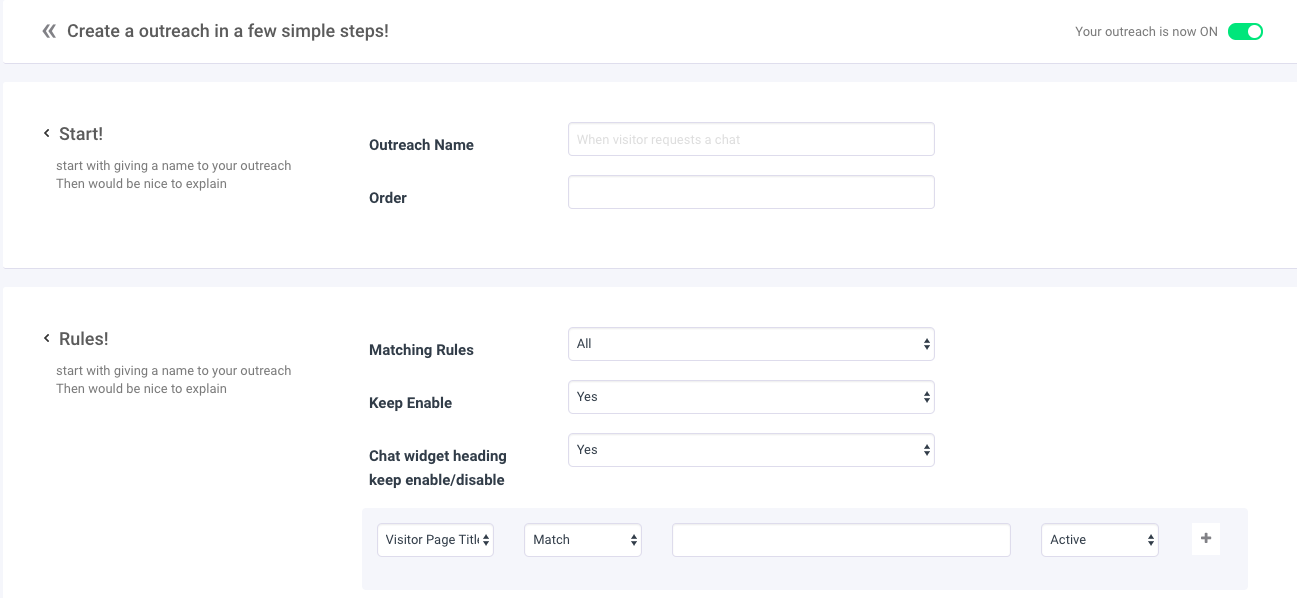 Create a outreach in a few simple steps!
Your outreach is now ON
Start!
start with giving a name to your outreach
Then would be nice to explain
Outreach Name
When visitor requests a chat
Order
Rules!
start with giving a name to your outreach
Then would be nice to explain
Matching Rules
All
Keep Enable
Yes
Chat widget heading
keep enable/disable
Yes
Visitor Page Title
Match
Active